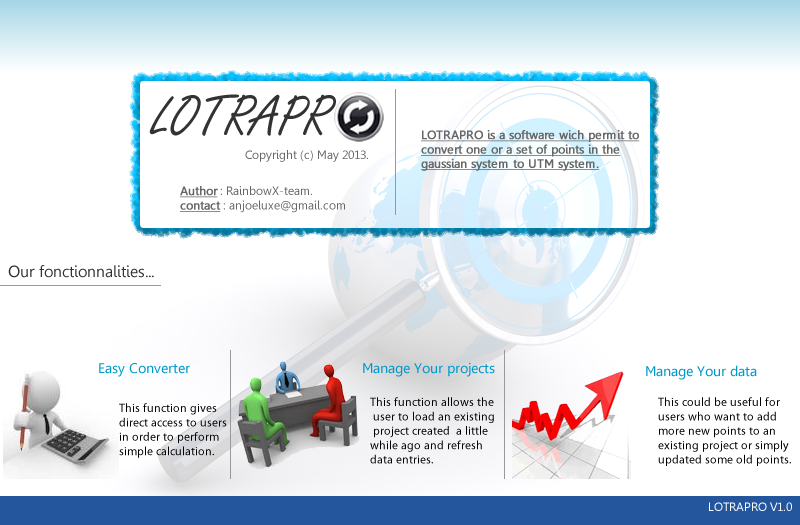 LOTRAPRO
Copyright (c) May 2013.
Author : RainbowX-team.
contact : anjoeluxe@gmail.com
LOTRAPRO is a software wich permit to
convert one or a set of points in the
gaussian system to UTM system.
Our fonctionnalities...
Easy Converter
This function gives
direct access to users
in order to perform
simple calculation.
Manage Your projects
This function allows the
user to load an existing
project created a little
while ago and refresh
data entries.
Manage Your data
This could be useful for
users who want to add
more new points to an
existing project or simply
updated some old points.
LOTRAPRO V1.0